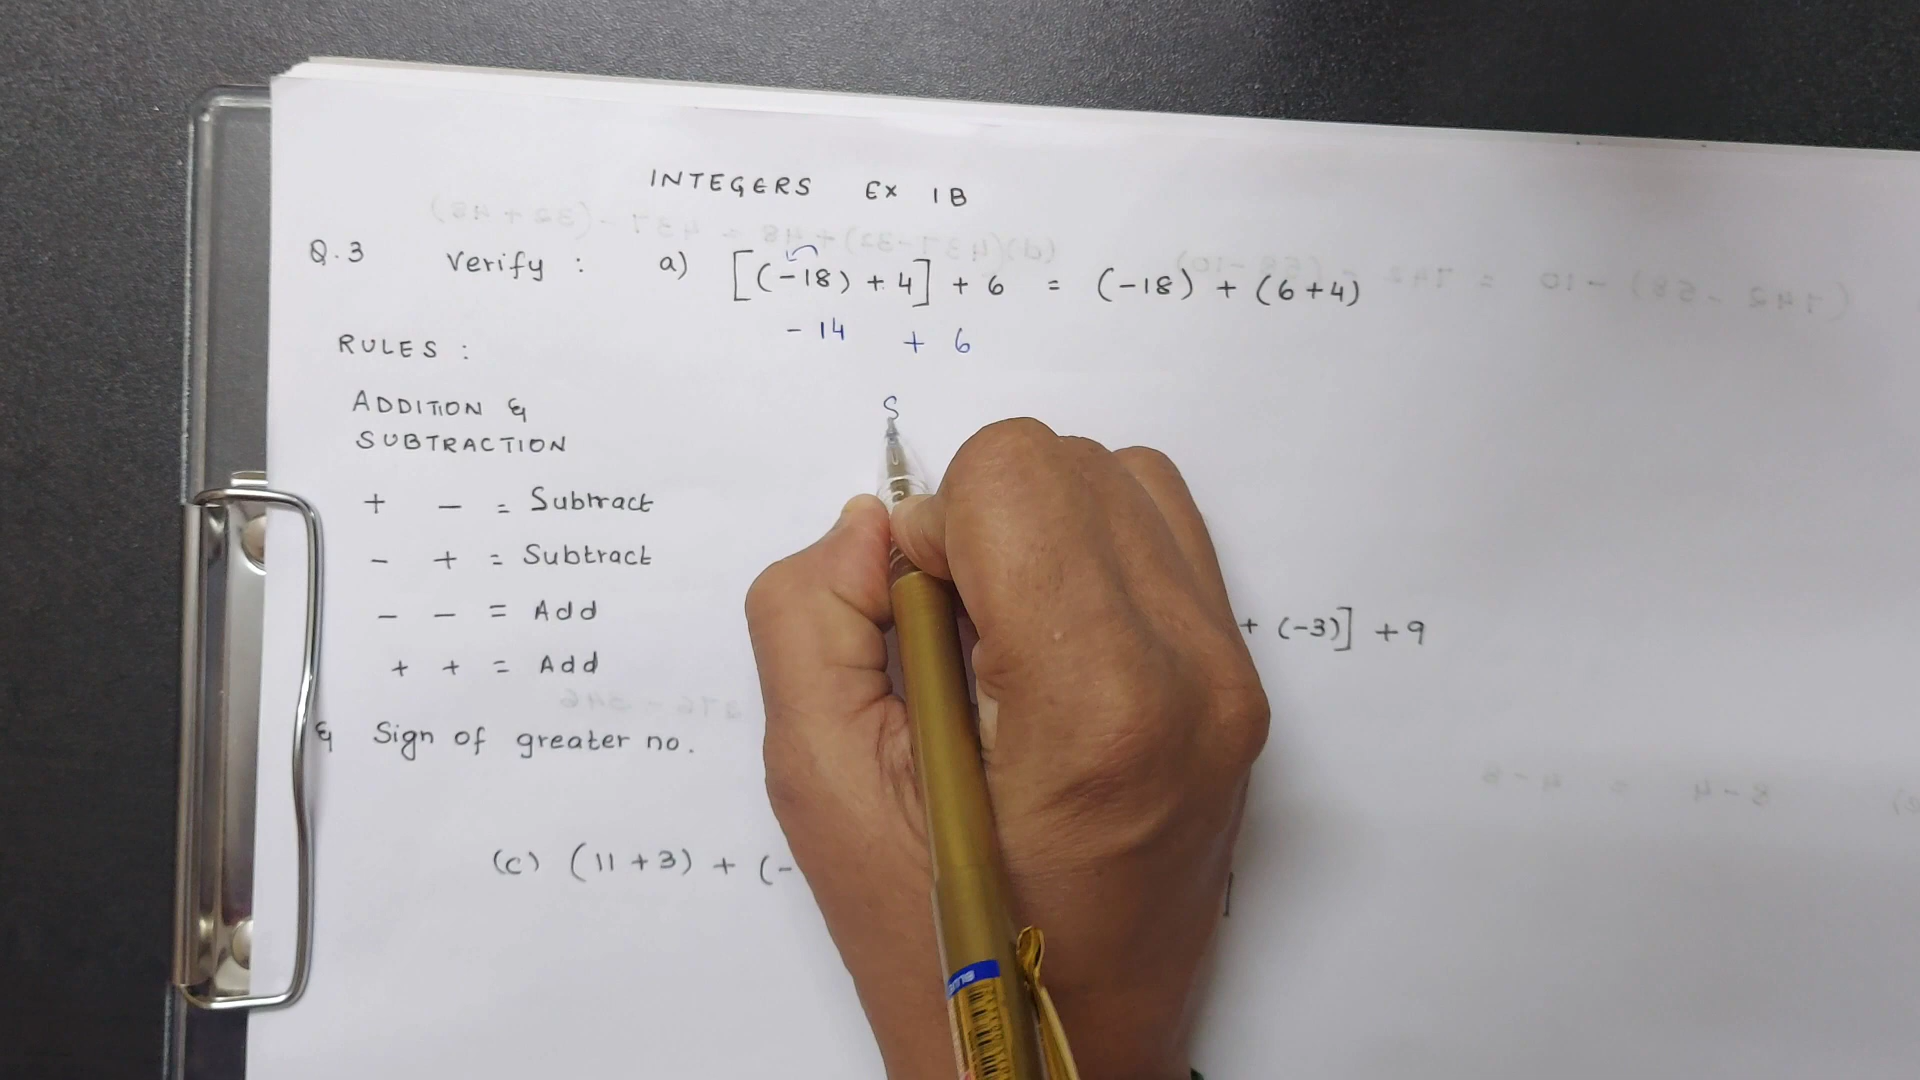 INTEGERS EX 1B
Q.3 Verify : a) [(-18) + 4] + 6 = (-18) + (6+4)
- 14 + 6
RULES :
ADDITION &
SUBTRACTION
S
+ - = Subtract
- + = Subtract
- - = Add
+ + = Add
+ (-3)] + 9
& Sign of greater no.
(c) (11 + 3) + (-
BLUE